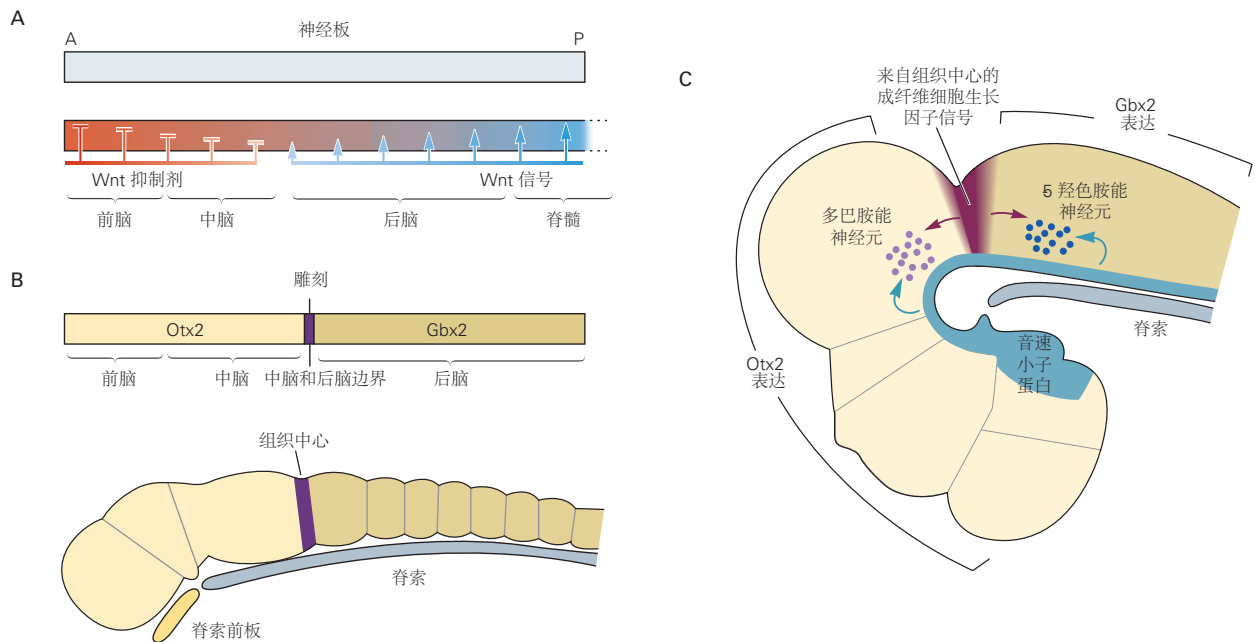 A
神经板
A
P
Wnt 抑制剂
Wnt 信号
前脑
中脑
后脑
脊髓
B
雕刻
Otx2
Gbx2
前脑
中脑
中脑和后脑边界
后脑
组织中心
脊索
脊索前板
C
来自组织中心的
成纤维细胞生长
因子信号
Gbx2
表达
多巴胺能
神经元
5 羟色胺能
神经元
脊索
音速
小子
蛋白
Otx2
表达